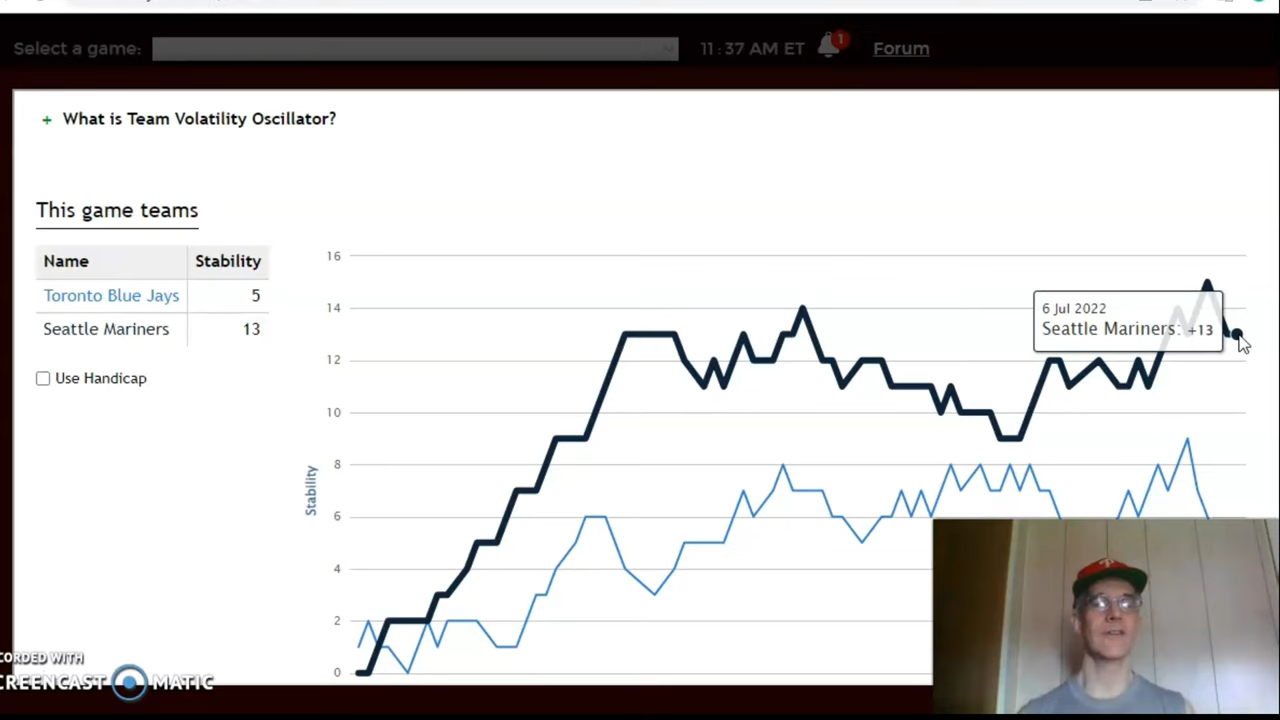 Select a game:
11:37 AM ET
1
Forum
+ What is Team Volatility Oscillator?
This game teams
Name Stability
Toronto Blue Jays 5
Seattle Mariners 13
Use Handicap
16
14
12
10
8
6
4
2
0
Stability
6 Jul 2022
Seattle Mariners: +13
CORDED WITH
CREENCAST MATIC
T